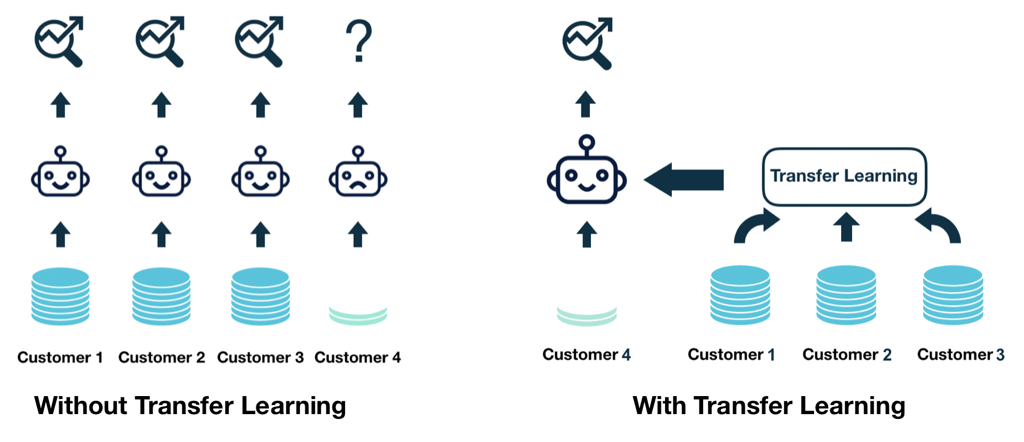 ?
Transfer Learning
Customer 1 Customer 2 Customer 3 Customer 4
Customer 4 Customer 1 Customer 2 Customer 3
Without Transfer Learning
With Transfer Learning